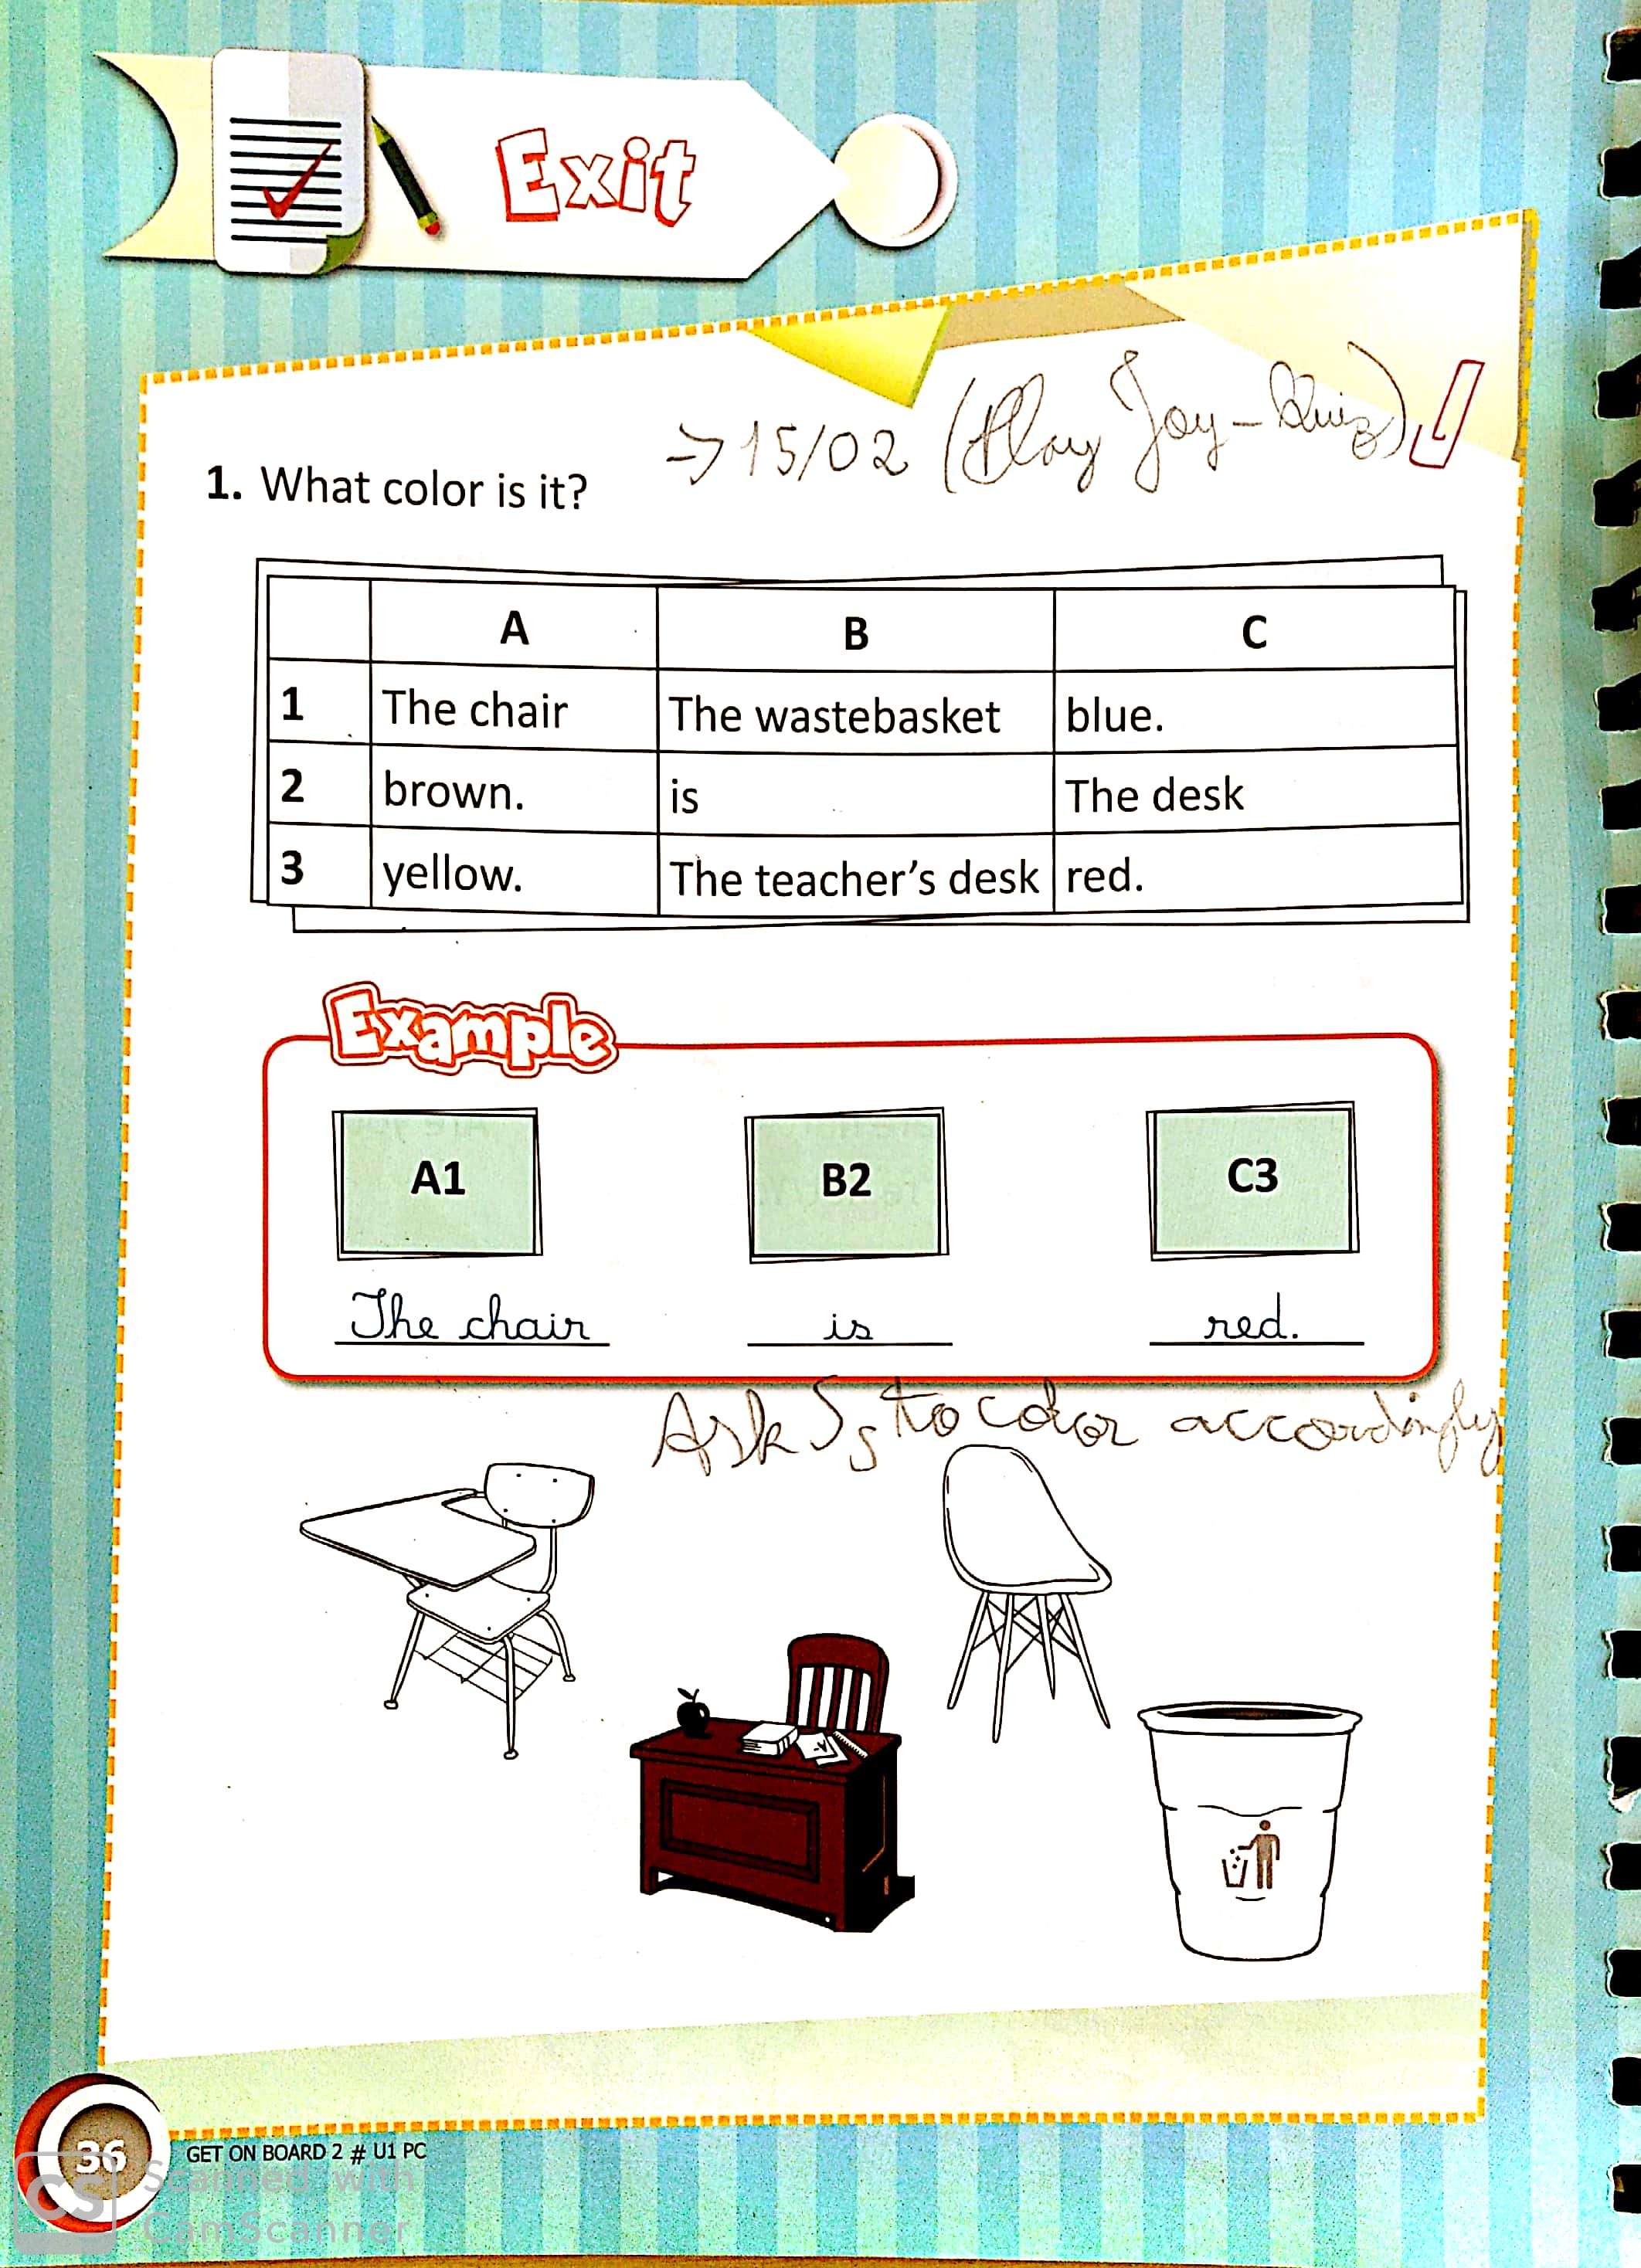 Exit
→ 15/02 (Play Joy - Quiz)
1. What color is it?
A B C
1 The chair The wastebasket blue.
2 brown. is The desk
3 yellow. The teacher's desk red.
Example
A1 B2 C3
The chair is red.
Ask Ss to color accordingly
36 GET ON BOARD 2 # U1 PC
CS Scanned with
CamScanner